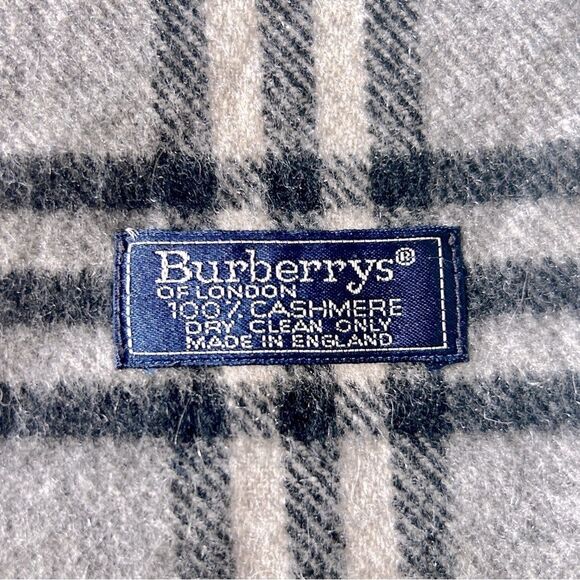 Burberrys®
OF LONDON
100% CASHMERE
DRY CLEAN ONLY
MADE IN ENGLAND